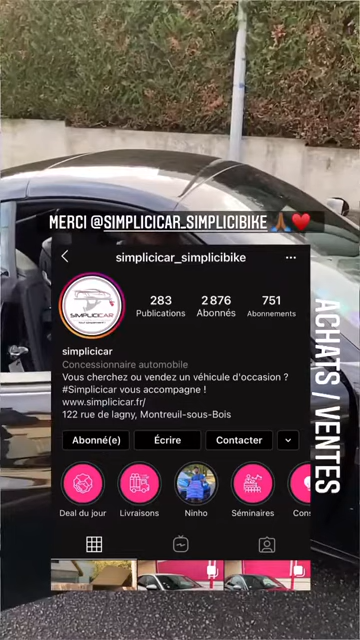 MERCI @SIMPLICICAR_SIMPLICIBIKE 🙏🏾❤️
simplicicar_simplicibike
SIMPLICICAR
283 2 876 751
Publications Abonnés Abonnements
simplicicar
Concessionnaire automobile
Vous cherchez ou vendez un véhicule d'occasion ?
#Simplicicar vous accompagne !
www.simplicicar.fr/
122 rue de lagny, Montreuil-sous-Bois
Abonné(e) Écrire Contacter
Deal du jour Livraisons Ninho Séminaires Cons
ACHATS / VENTES